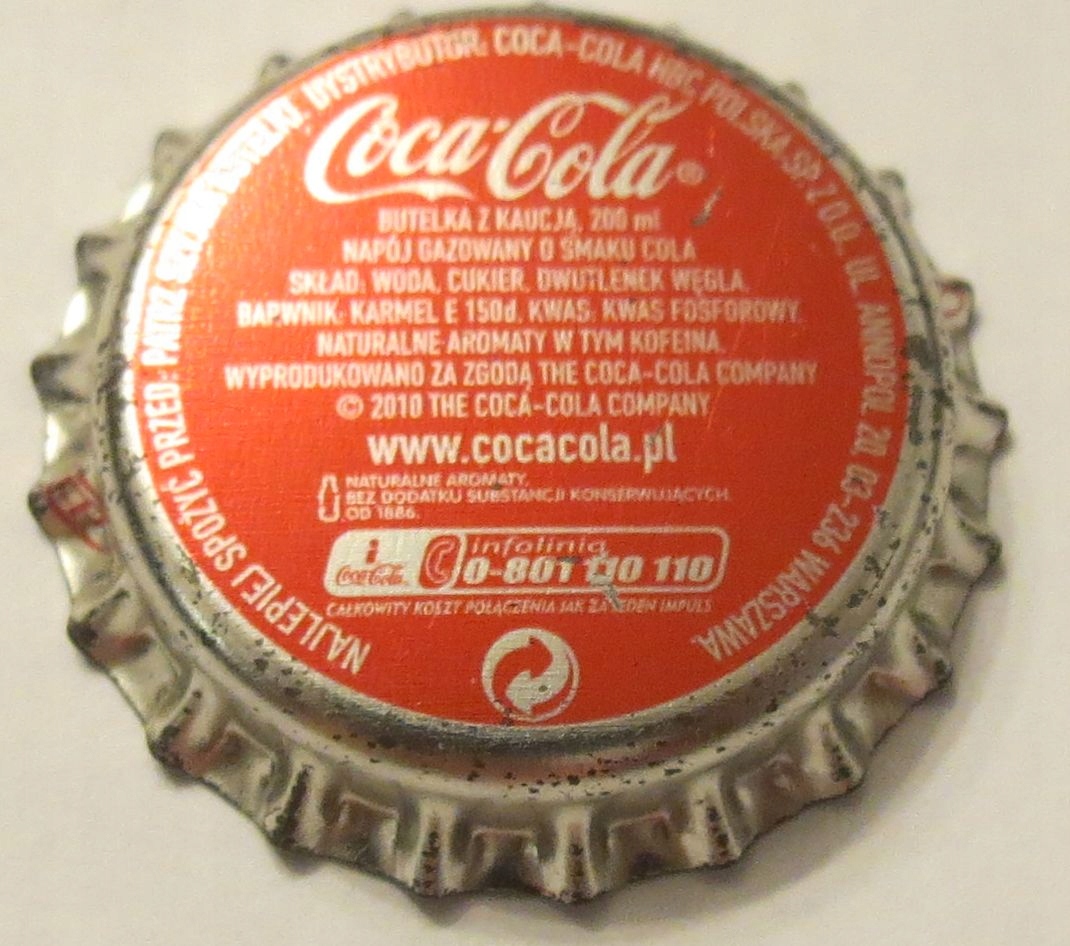 NAJLEPIEJ SPOŻYĆ PRZED: PATRZ SZYJKA BUTELKI. DYSTRYBUTOR: COCA-COLA HBC POLSKA SP. Z O.O. UL. ANNOPOL 20, 03-236 WARSZAWA.
Coca-Cola®
BUTELKA Z KAUCJĄ, 200 ml
NAPÓJ GAZOWANY O SMAKU COLA
SKŁAD: WODA, CUKIER, DWUTLENEK WĘGLA,
BARWNIK: KARMEL E 150d, KWAS: KWAS FOSFOROWY,
NATURALNE AROMATY W TYM KOFEINA.
WYPRODUKOWANO ZA ZGODĄ THE COCA-COLA COMPANY
© 2010 THE COCA-COLA COMPANY
www.cocacola.pl
NATURALNE AROMATY,
BEZ DODATKU SUBSTANCJI KONSERWUJĄCYCH.
OD 1886.
i
Coca-Cola
infolinia
0-801 110 110
CAŁKOWITY KOSZT POŁĄCZENIA JAK ZA JEDEN IMPULS